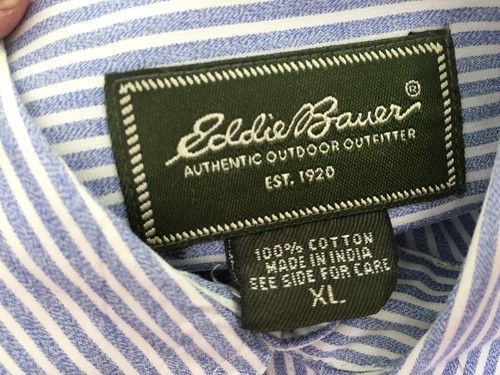 Eddie Bauer®
AUTHENTIC OUTDOOR OUTFITTER
EST. 1920
100% COTTON
MADE IN INDIA
SEE SIDE FOR CARE
XL